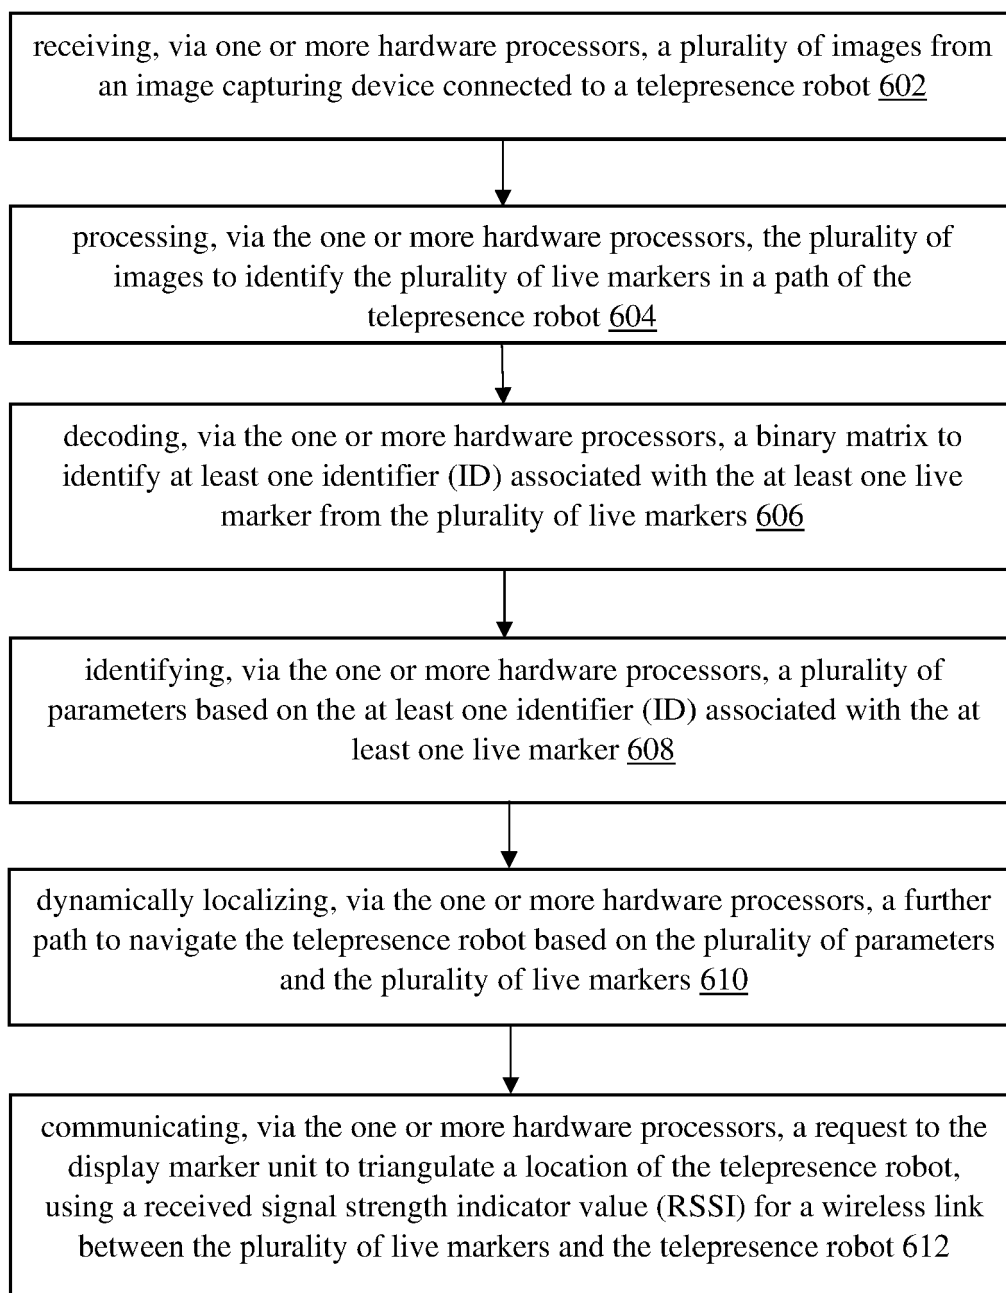 receiving, via one or more hardware processors, a plurality of images from
an image capturing device connected to a telepresence robot 602
processing, via the one or more hardware processors, the plurality of
images to identify the plurality of live markers in a path of the
telepresence robot 604
decoding, via the one or more hardware processors, a binary matrix to
identify at least one identifier (ID) associated with the at least one live
marker from the plurality of live markers 606
identifying, via the one or more hardware processors, a plurality of
parameters based on the at least one identifier (ID) associated with the at
least one live marker 608
dynamically localizing, via the one or more hardware processors, a further
path to navigate the telepresence robot based on the plurality of parameters
and the plurality of live markers 610
communicating, via the one or more hardware processors, a request to the
display marker unit to triangulate a location of the telepresence robot,
using a received signal strength indicator value (RSSI) for a wireless link
between the plurality of live markers and the telepresence robot 612